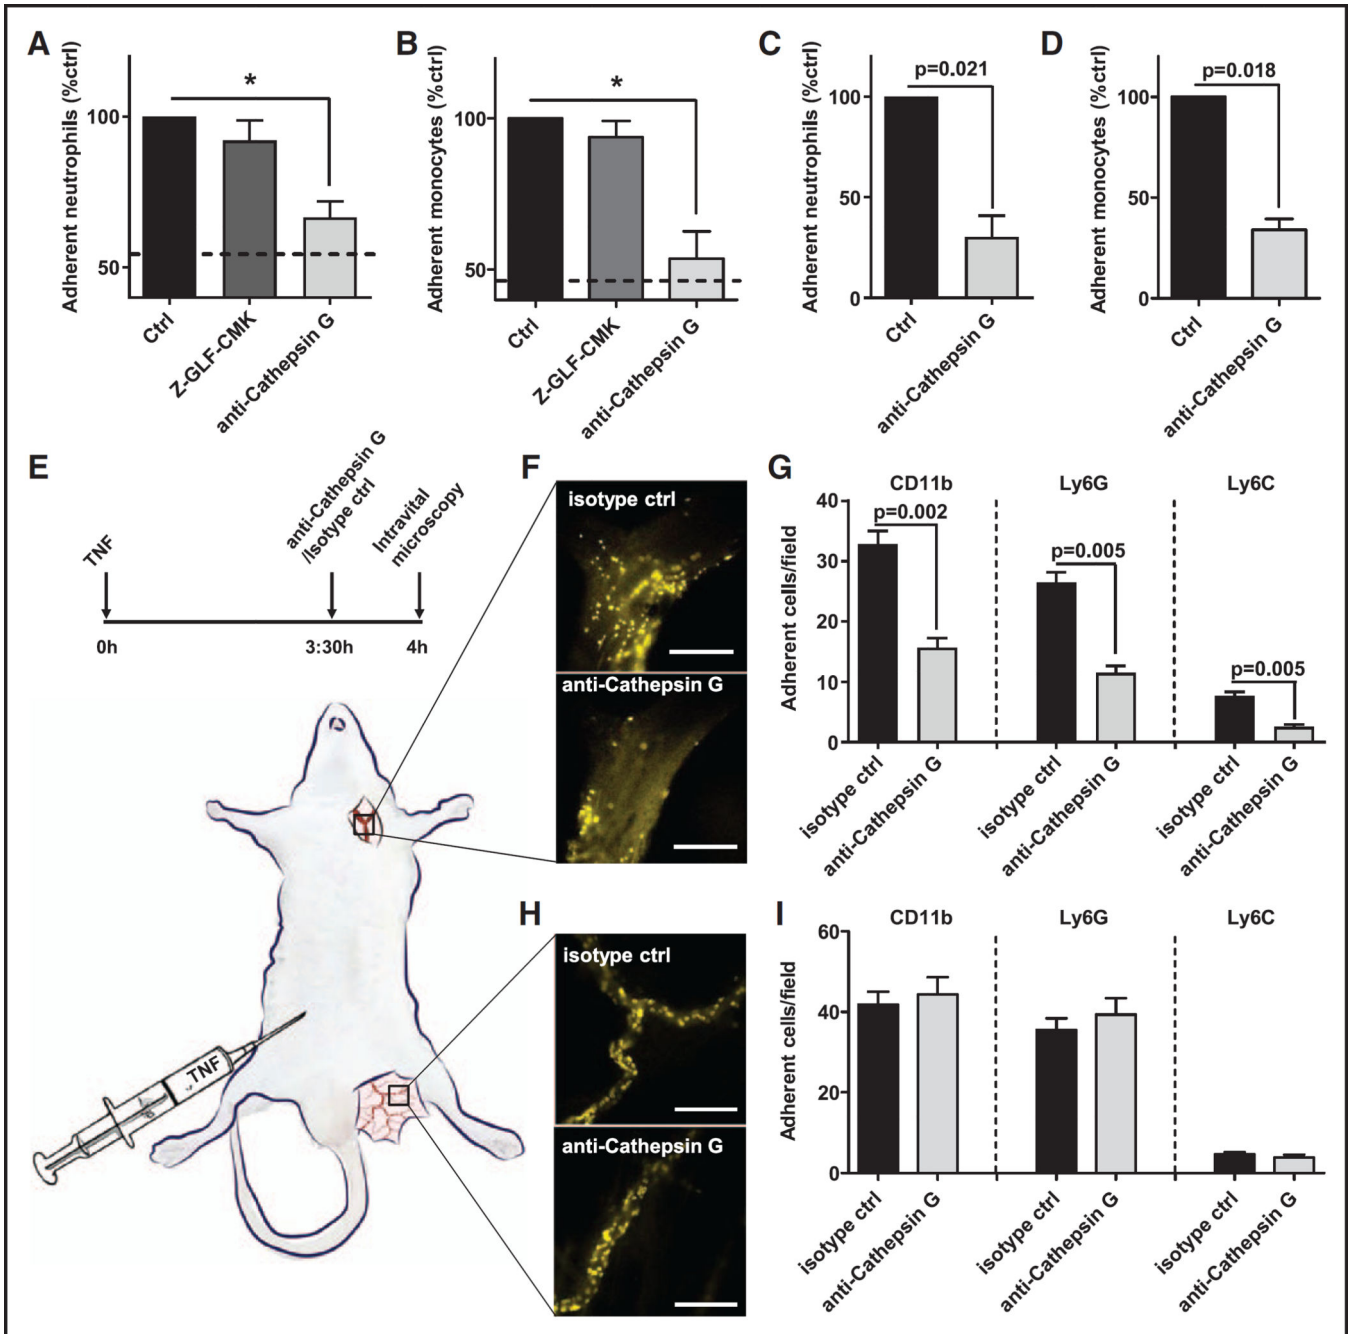 A
Adherent neutrophils (%ctrl)
100
50
*
Ctrl
Z-GLF-CMK
anti-Cathepsin G
B
Adherent monocytes (%ctrl)
100
50
*
Ctrl
Z-GLF-CMK
anti-Cathepsin G
C
Adherent neutrophils (%ctrl)
100
50
0
p=0.021
Ctrl
anti-Cathepsin G
D
Adherent monocytes (%ctrl)
100
50
0
p=0.018
Ctrl
anti-Cathepsin G
E
TNF
anti-Cathepsin G
/Isotype ctrl
Intravital
microscopy
0h
3:30h
4h
TNF
F
isotype ctrl
anti-Cathepsin G
G
CD11b
Ly6G
Ly6C
Adherent cells/field
40
30
20
10
0
p=0.002
p=0.005
p=0.005
isotype ctrl
anti-Cathepsin G
isotype ctrl
anti-Cathepsin G
isotype ctrl
anti-Cathepsin G
H
isotype ctrl
anti-Cathepsin G
I
CD11b
Ly6G
Ly6C
Adherent cells/field
60
40
20
0
isotype ctrl
anti-Cathepsin G
isotype ctrl
anti-Cathepsin G
isotype ctrl
anti-Cathepsin G